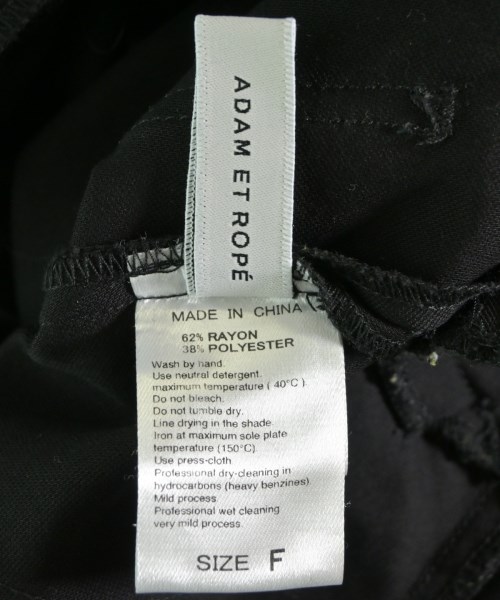 ADAM ET ROPÉ
MADE IN CHINA
62% RAYON
38% POLYESTER
Wash by hand.
Use neutral detergent.
maximum temperature ( 40°C ).
Do not bleach.
Do not tumble dry.
Line drying in the shade.
Iron at maximum sole plate
temperature (150°C).
Use press-cloth.
Professional dry-cleaning in
hydrocarbons (heavy benzines).
Mild process.
Professional wet cleaning
very mild process.
SIZE F